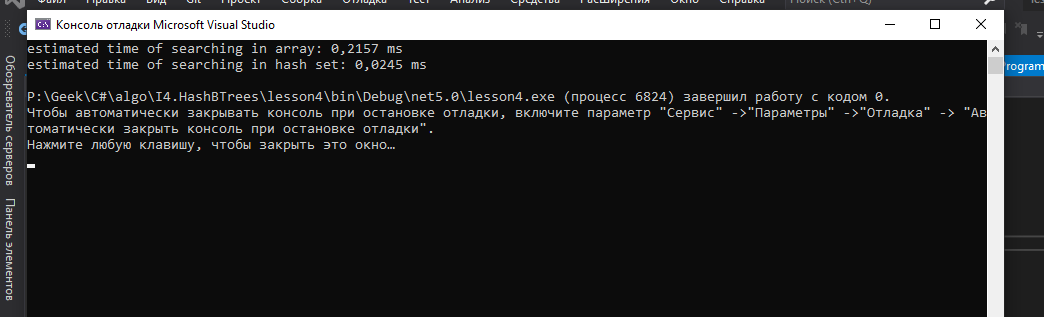 Файл Правка Вид Git Проект Сборка Отладка Тест Анализ Средства Расширения Окно Справка Поиск (Ctrl+Q)
Консоль отладки Microsoft Visual Studio
estimated time of searching in array: 0,2157 ms
estimated time of searching in hash set: 0,0245 ms
P:\Geek\C#\algo\I4.HashBTrees\lesson4\bin\Debug\net5.0\lesson4.exe (процесс 6824) завершил работу с кодом 0.
Чтобы автоматически закрывать консоль при остановке отладки, включите параметр "Сервис" ->"Параметры" ->"Отладка" -> "Ав
томатически закрыть консоль при остановке отладки".
Нажмите любую клавишу, чтобы закрыть это окно…
Обозреватель серверов
Панель элементов